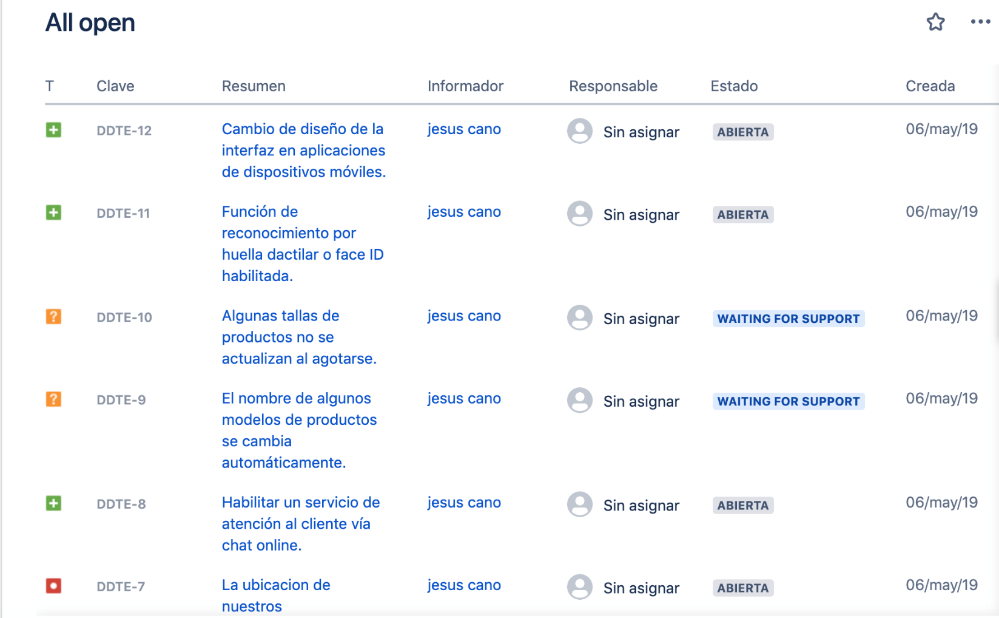 All open
T Clave Resumen Informador Responsable Estado Creada
DDTE-12 Cambio de diseño de la jesus cano Sin asignar ABIERTA 06/may/19
interfaz en aplicaciones
de dispositivos móviles.
DDTE-11 Función de jesus cano Sin asignar ABIERTA 06/may/19
reconocimiento por
huella dactilar o face ID
habilitada.
DDTE-10 Algunas tallas de jesus cano Sin asignar WAITING FOR SUPPORT 06/may/19
productos no se
actualizan al agotarse.
DDTE-9 El nombre de algunos jesus cano Sin asignar WAITING FOR SUPPORT 06/may/19
modelos de productos
se cambia
automáticamente.
DDTE-8 Habilitar un servicio de jesus cano Sin asignar ABIERTA 06/may/19
atención al cliente vía
chat online.
DDTE-7 La ubicacion de jesus cano Sin asignar ABIERTA 06/may/19
nuestros